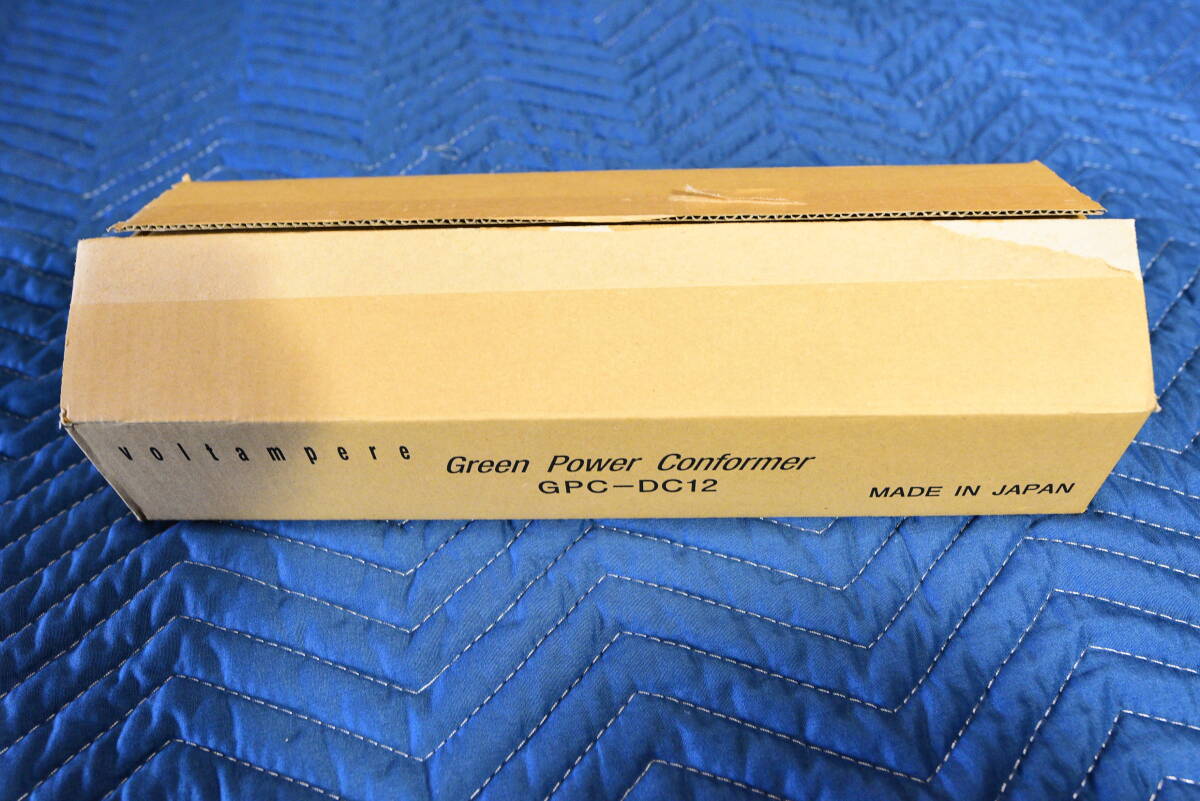 voltampere
Green Power Conformer
GPC-DC12
MADE IN JAPAN